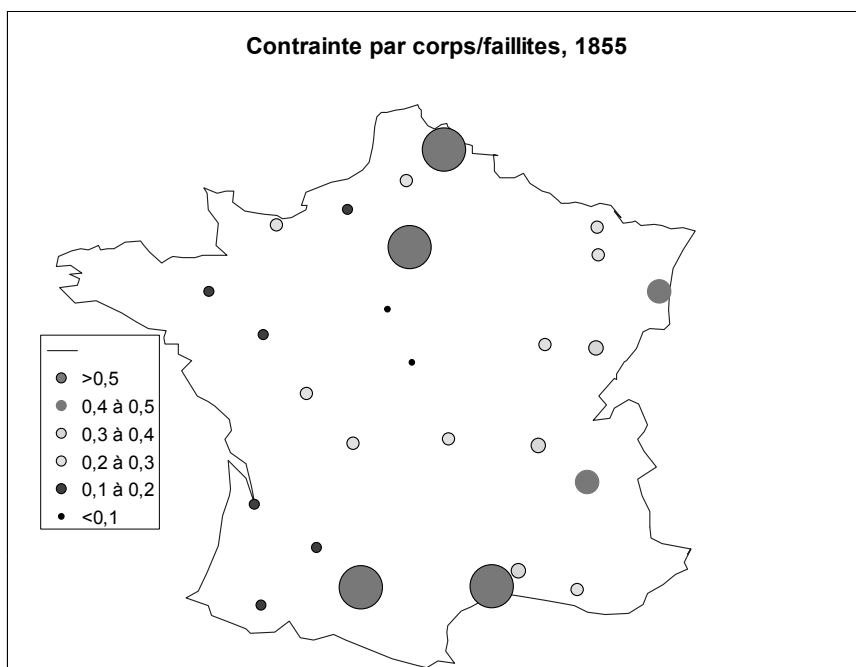 Contrainte par corps/faillites, 1855
>0,5
0,4 à 0,5
0,3 à 0,4
0,2 à 0,3
0,1 à 0,2
<0,1